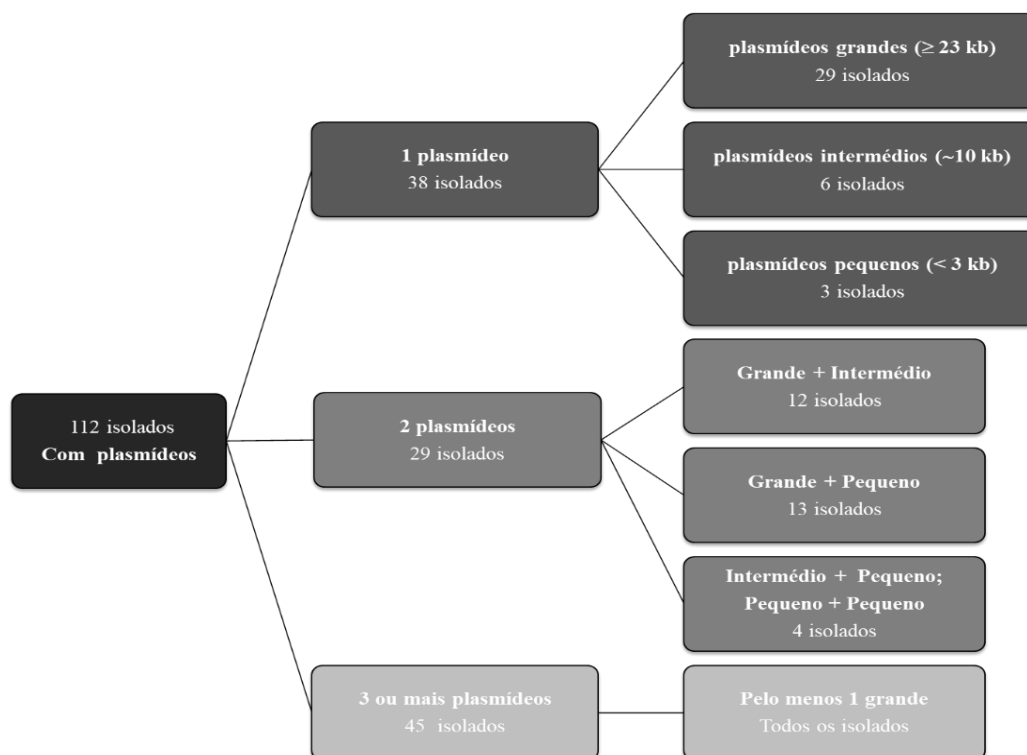 112 isolados
Com plasmídeos
1 plasmídeo
38 isolados
plasmídeos grandes (≥ 23 kb)
29 isolados
plasmídeos intermédios (~10 kb)
6 isolados
plasmídeos pequenos (< 3 kb)
3 isolados
2 plasmídeos
29 isolados
Grande + Intermédio
12 isolados
Grande + Pequeno
13 isolados
Intermédio + Pequeno;
Pequeno + Pequeno
4 isolados
3 ou mais plasmídeos
45 isolados
Pelo menos 1 grande
Todos os isolados